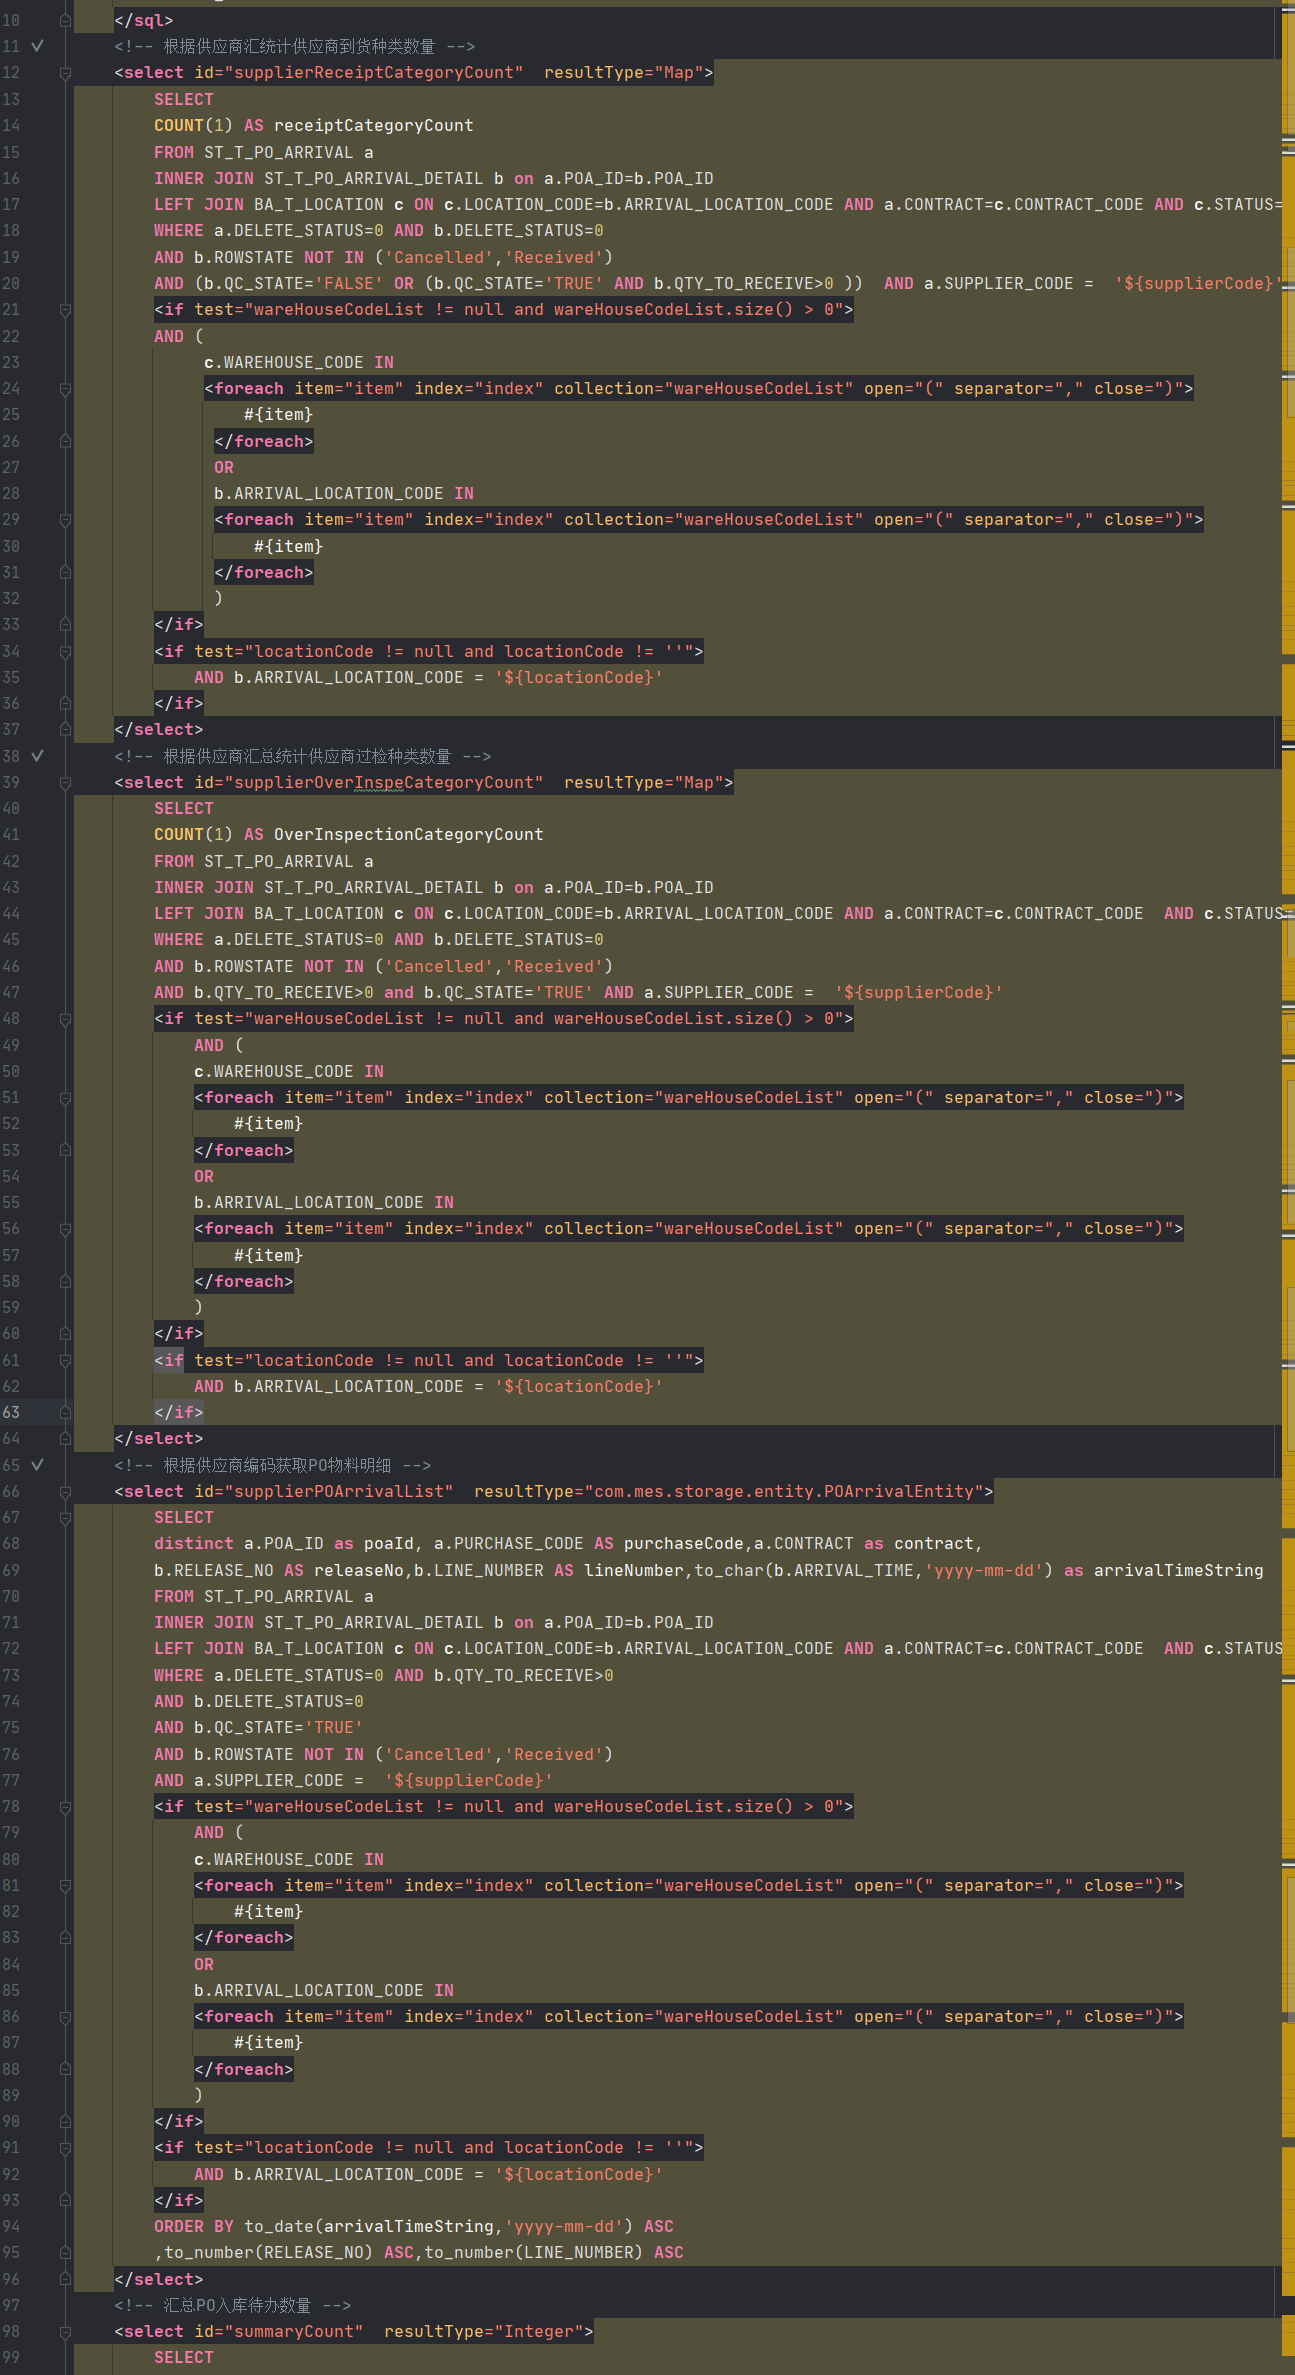 10 </sql>
11 <!-- 根据供应商汇统计供应商到货种类数量 -->
12 <select id="supplierReceiptCategoryCount"  resultType="Map">
13 SELECT
14 COUNT(1) AS receiptCategoryCount
15 FROM ST_T_PO_ARRIVAL a
16 INNER JOIN ST_T_PO_ARRIVAL_DETAIL b on a.POA_ID=b.POA_ID
17 LEFT JOIN BA_T_LOCATION c ON c.LOCATION_CODE=b.ARRIVAL_LOCATION_CODE AND a.CONTRACT=c.CONTRACT_CODE AND c.STATUS=
18 WHERE a.DELETE_STATUS=0 AND b.DELETE_STATUS=0
19 AND b.ROWSTATE NOT IN ('Cancelled','Received')
20 AND (b.QC_STATE='FALSE' OR (b.QC_STATE='TRUE' AND b.QTY_TO_RECEIVE>0 ))  AND a.SUPPLIER_CODE =  '${supplierCode}'
21 <if test="wareHouseCodeList != null and wareHouseCodeList.size() > 0">
22 AND (
23 c.WAREHOUSE_CODE IN
24 <foreach item="item" index="index" collection="wareHouseCodeList" open="(" separator="," close=")">
25 #{item}
26 </foreach>
27 OR
28 b.ARRIVAL_LOCATION_CODE IN
29 <foreach item="item" index="index" collection="wareHouseCodeList" open="(" separator="," close=")">
30 #{item}
31 </foreach>
32 )
33 </if>
34 <if test="locationCode != null and locationCode != ''">
35 AND b.ARRIVAL_LOCATION_CODE = '${locationCode}'
36 </if>
37 </select>
38 <!-- 根据供应商汇总统计供应商过检种类数量 -->
39 <select id="supplierOverInspeCategoryCount"  resultType="Map">
40 SELECT
41 COUNT(1) AS OverInspectionCategoryCount
42 FROM ST_T_PO_ARRIVAL a
43 INNER JOIN ST_T_PO_ARRIVAL_DETAIL b on a.POA_ID=b.POA_ID
44 LEFT JOIN BA_T_LOCATION c ON c.LOCATION_CODE=b.ARRIVAL_LOCATION_CODE AND a.CONTRACT=c.CONTRACT_CODE  AND c.STATUS=
45 WHERE a.DELETE_STATUS=0 AND b.DELETE_STATUS=0
46 AND b.ROWSTATE NOT IN ('Cancelled','Received')
47 AND b.QTY_TO_RECEIVE>0 and b.QC_STATE='TRUE' AND a.SUPPLIER_CODE =  '${supplierCode}'
48 <if test="wareHouseCodeList != null and wareHouseCodeList.size() > 0">
49 AND (
50 c.WAREHOUSE_CODE IN
51 <foreach item="item" index="index" collection="wareHouseCodeList" open="(" separator="," close=")">
52 #{item}
53 </foreach>
54 OR
55 b.ARRIVAL_LOCATION_CODE IN
56 <foreach item="item" index="index" collection="wareHouseCodeList" open="(" separator="," close=")">
57 #{item}
58 </foreach>
59 )
60 </if>
61 <if test="locationCode != null and locationCode != ''">
62 AND b.ARRIVAL_LOCATION_CODE = '${locationCode}'
63 </if>
64 </select>
65 <!-- 根据供应商编码获取PO物料明细 -->
66 <select id="supplierPOArrivalList"  resultType="com.mes.storage.entity.POArrivalEntity">
67 SELECT
68 distinct a.POA_ID as poaId, a.PURCHASE_CODE AS purchaseCode,a.CONTRACT as contract,
69 b.RELEASE_NO AS releaseNo,b.LINE_NUMBER AS lineNumber,to_char(b.ARRIVAL_TIME,'yyyy-mm-dd') as arrivalTimeString
70 FROM ST_T_PO_ARRIVAL a
71 INNER JOIN ST_T_PO_ARRIVAL_DETAIL b on a.POA_ID=b.POA_ID
72 LEFT JOIN BA_T_LOCATION c ON c.LOCATION_CODE=b.ARRIVAL_LOCATION_CODE AND a.CONTRACT=c.CONTRACT_CODE  AND c.STATUS
73 WHERE a.DELETE_STATUS=0 AND b.QTY_TO_RECEIVE>0
74 AND b.DELETE_STATUS=0
75 AND b.QC_STATE='TRUE'
76 AND b.ROWSTATE NOT IN ('Cancelled','Received')
77 AND a.SUPPLIER_CODE =  '${supplierCode}'
78 <if test="wareHouseCodeList != null and wareHouseCodeList.size() > 0">
79 AND (
80 c.WAREHOUSE_CODE IN
81 <foreach item="item" index="index" collection="wareHouseCodeList" open="(" separator="," close=")">
82 #{item}
83 </foreach>
84 OR
85 b.ARRIVAL_LOCATION_CODE IN
86 <foreach item="item" index="index" collection="wareHouseCodeList" open="(" separator="," close=")">
87 #{item}
88 </foreach>
89 )
90 </if>
91 <if test="locationCode != null and locationCode != ''">
92 AND b.ARRIVAL_LOCATION_CODE = '${locationCode}'
93 </if>
94 ORDER BY to_date(arrivalTimeString,'yyyy-mm-dd') ASC
95 ,to_number(RELEASE_NO) ASC,to_number(LINE_NUMBER) ASC
96 </select>
97 <!-- 汇总PO入库待办数量 -->
98 <select id="summaryCount"  resultType="Integer">
99 SELECT